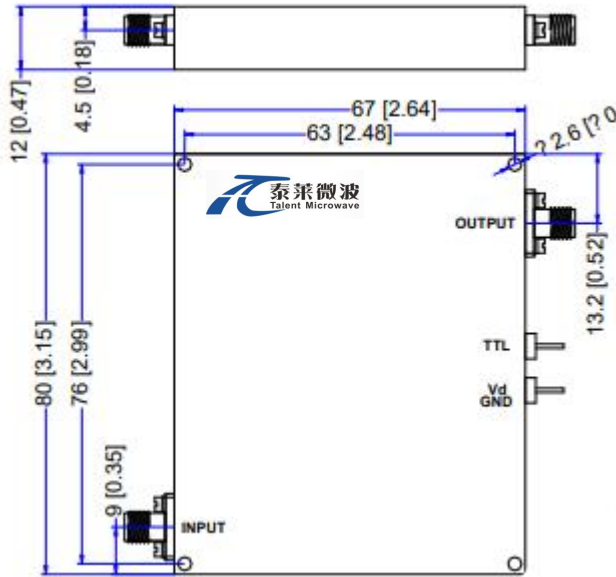 12 [0.47]
4.5 [0.18]
67 [2.64]
63 [2.48]
? 2.6 [? 0
泰莱微波
Talent Microwave
OUTPUT
13.2 [0.52]
TTL
Vd
GND
80 [3.15]
76 [2.99]
9 [0.35]
INPUT